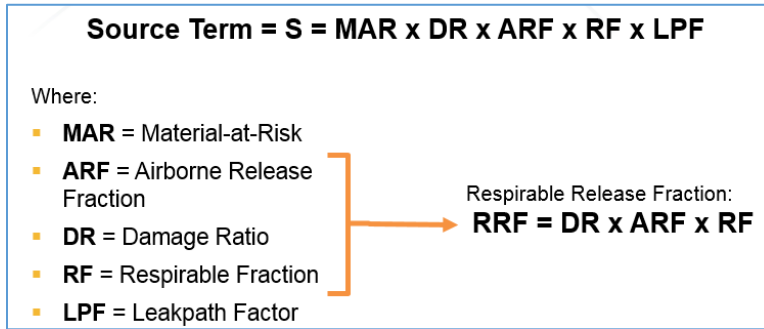 Source Term = S = MAR x DR x ARF x RF x LPF
Where:
▪ MAR = Material-at-Risk
▪ ARF = Airborne Release
Fraction
▪ DR = Damage Ratio
▪ RF = Respirable Fraction
▪ LPF = Leakpath Factor
Respirable Release Fraction:
RRF = DR x ARF x RF